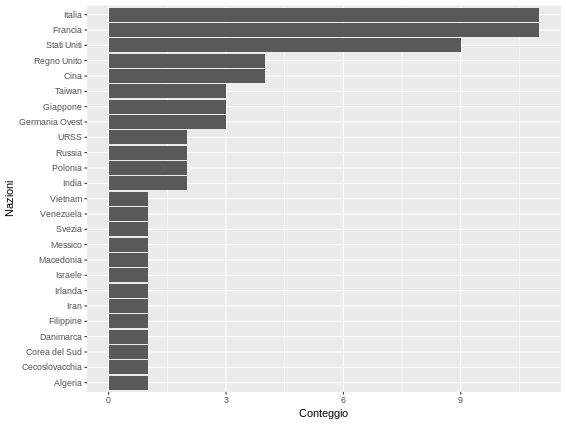 Italia
Francia
Stati Uniti
Regno Unito
Cina
Taiwan
Giappone
Germania Ovest
URSS
Russia
Polonia
India
Vietnam
Venezuela
Svezia
Messico
Macedonia
Israele
Irlanda
Iran
Filippine
Danimarca
Corea del Sud
Cecoslovacchia
Algeria
Nazioni
0 3 6 9
Conteggio